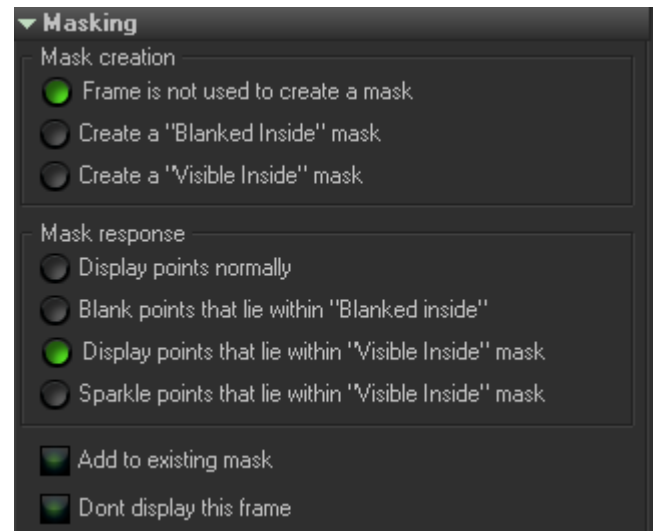 Masking
Mask creation
Frame is not used to create a mask
Create a "Blanked Inside" mask
Create a "Visible Inside" mask
Mask response
Display points normally
Blank points that lie within "Blanked inside"
Display points that lie within "Visible Inside" mask
Sparkle points that lie within "Visible Inside" mask
Add to existing mask
Dont display this frame